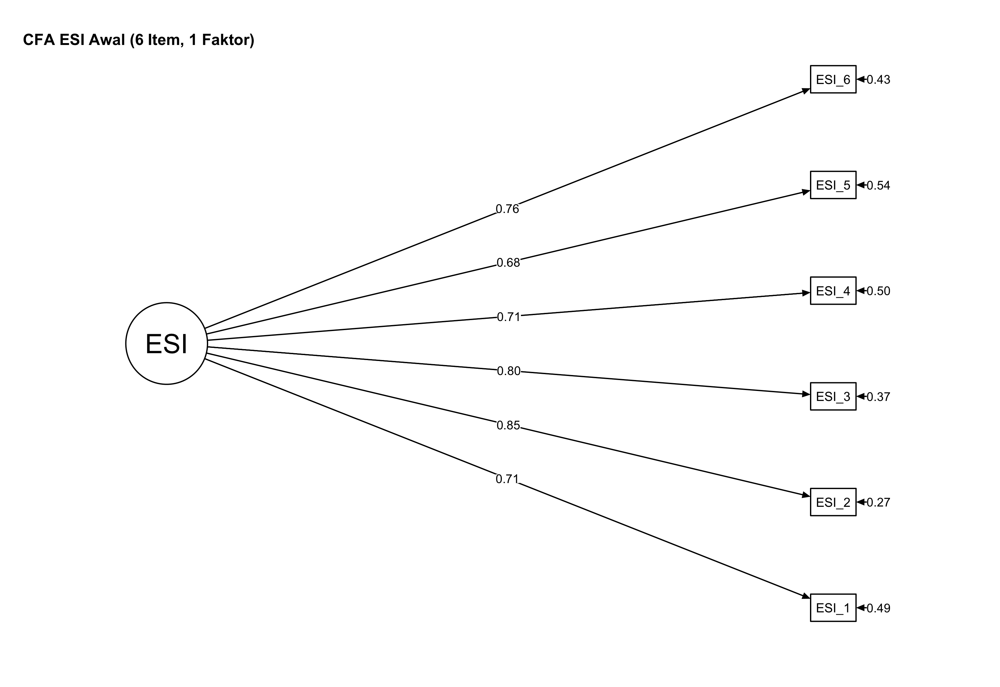 CFA ESI Awal (6 Item, 1 Faktor)
ESI_6
0.43
ESI_5
0.54
0.76
0.68
ESI_4
0.50
0.71
ESI
0.80
ESI_3
0.37
0.85
0.71
ESI_2
0.27
ESI_1
0.49